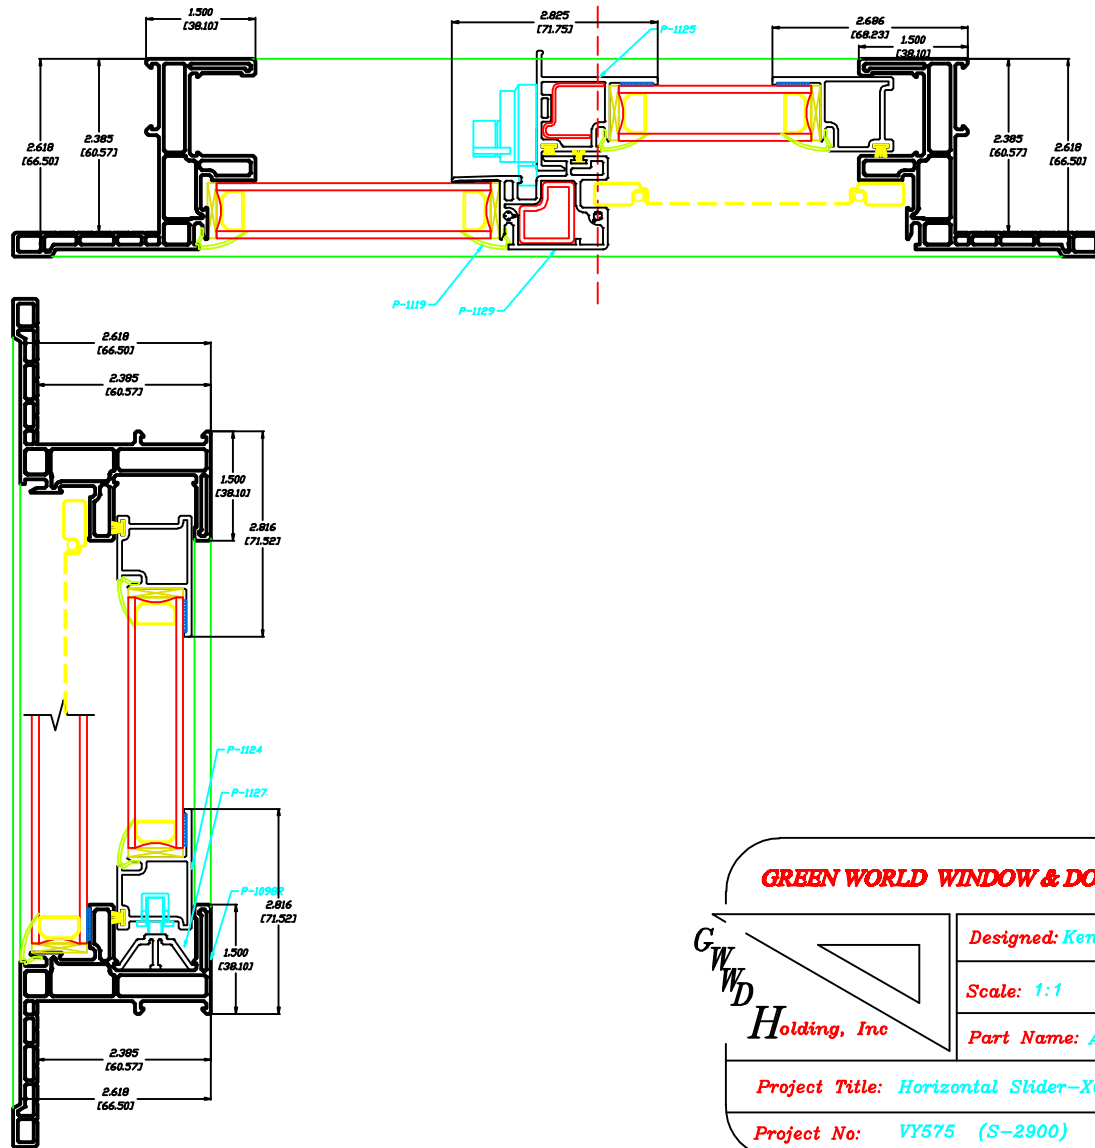 1.500
[38.10]
2.825
[71.75]
P-1125
2.686
[68.23]
1.500
[38.10]
2.618
[66.50]
2.385
[60.57]
2.385
[60.57]
2.618
[66.50]
P-1119
P-1129
2.618
[66.50]
2.385
[60.57]
1.500
[38.10]
2.816
[71.52]
P-1124
P-1127
P-1098R
2.816
[71.52]
1.500
[38.10]
2.385
[60.57]
2.618
[66.50]
GREEN WORLD WINDOW & DO
GWWD
Holding, Inc
Designed: Ken
Scale: 1:1
Part Name: A
Project Title: Horizontal Slider-X
Project No: VY575 (S-2900)